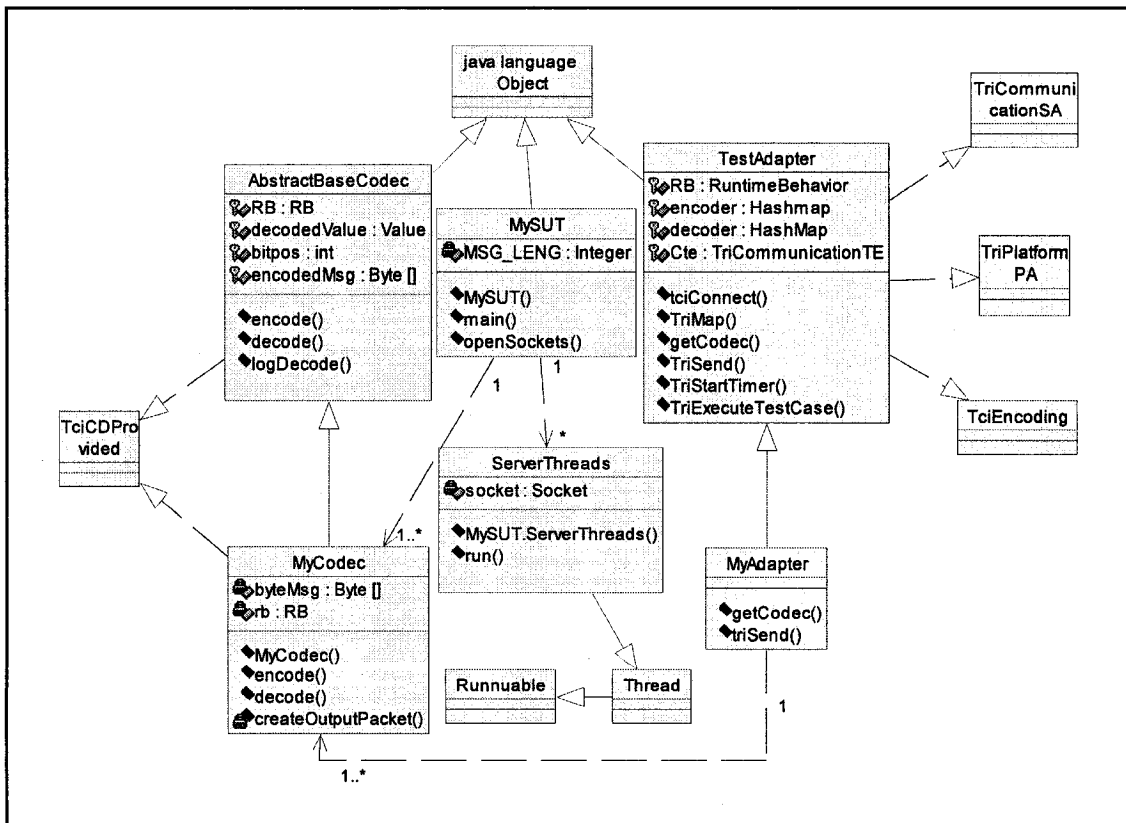 java language
Object
TriCommuni
cationSA
AbstractBaseCodec
RB : RB
decodedValue : Value
bitpos : int
encodedMsg : Byte []
encode()
decode()
logDecode()
MySUT
MSG_LENG : Integer
MySUT()
main()
openSockets()
TestAdapter
RB : RuntimeBehavior
encoder : Hashmap
decoder : HashMap
Cte : TriCommunicationTE
tciConnect()
TriMap()
getCodec()
TriSend()
TriStartTimer()
TriExecuteTestCase()
TriPlatform
PA
TciEncoding
TciCDPro
vided
1
1
*
1..*
ServerThreads
socket : Socket
MySUT.ServerThreads()
run()
MyCodec
byteMsg : Byte []
rb : RB
MyCodec()
encode()
decode()
createOutputPacket()
MyAdapter
getCodec()
triSend()
Runnuable
Thread
1
1..*